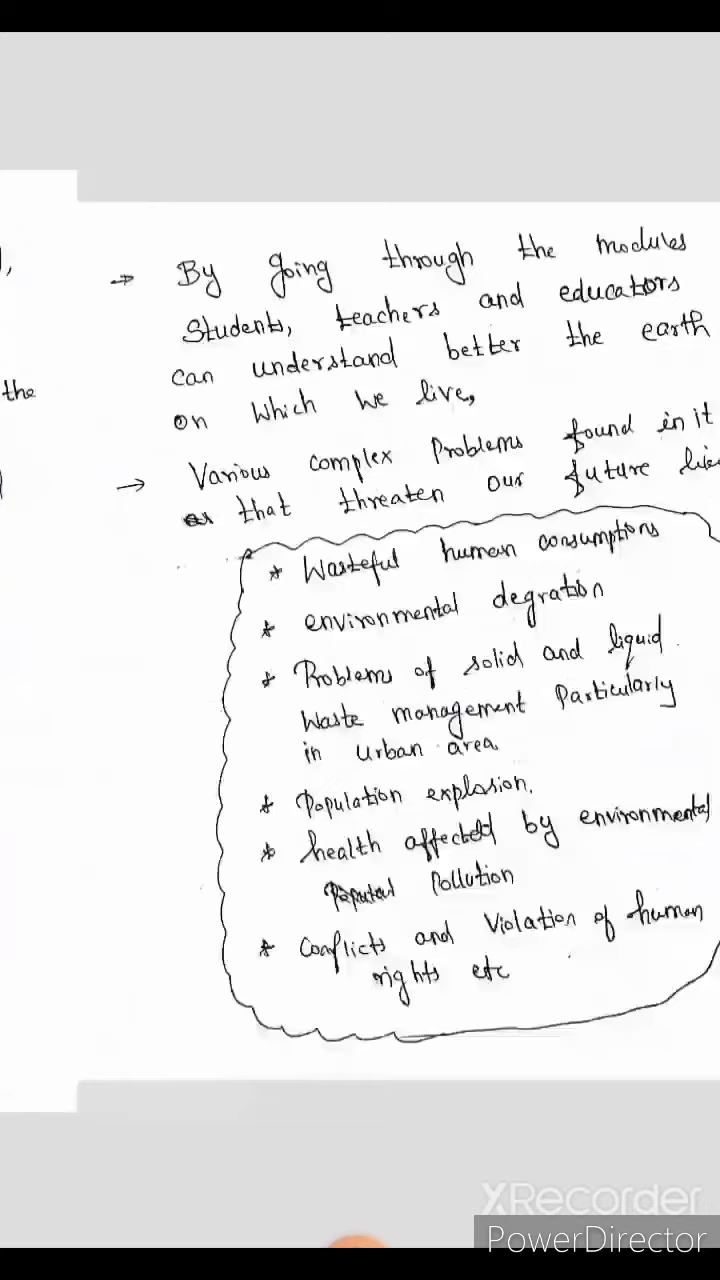 → By going through the modules
Students, teachers and educators
the
can understand better the earth
on which we live,
→ Various complex Problems found in it
that threaten our future
* Wasteful human consumptions
* environmental degration
* Problems of solid and liquid
Waste management Particularly
in urban area
* Population explosion.
* health affected by environmental
Pollution
* Conflicts and Violation of human
rights etc
XRecorder
PowerDirector